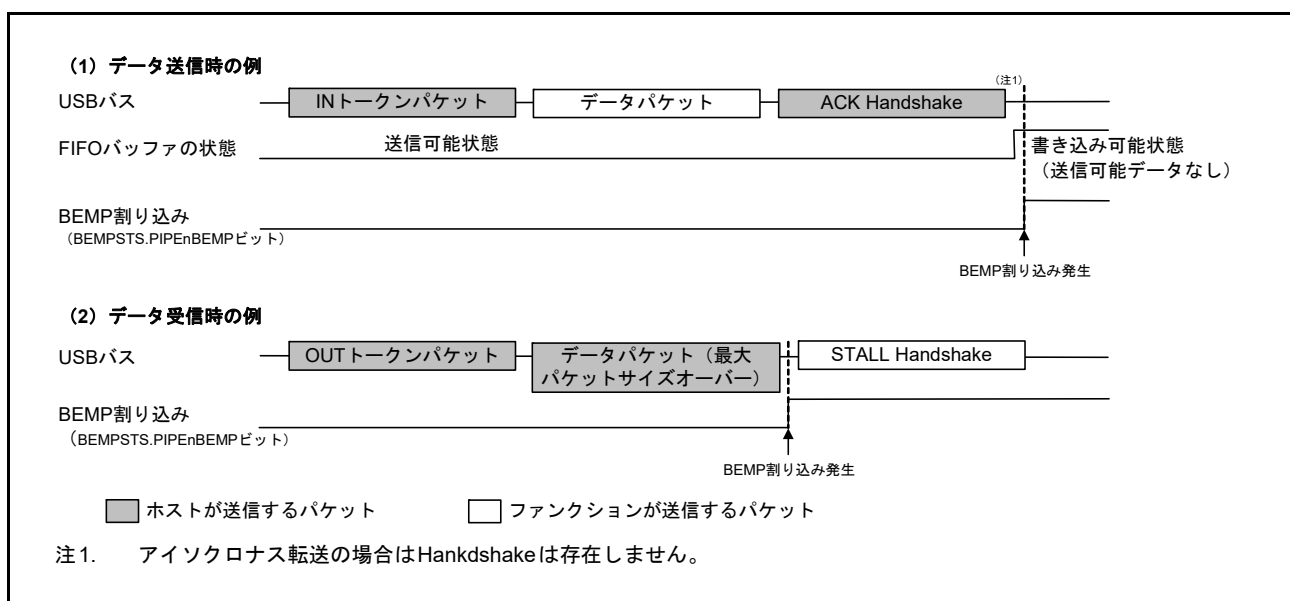 （1）データ送信時の例
（注1）
USBバス
INトークンパケット
データパケット
ACK Handshake
FIFOバッファの状態
送信可能状態
書き込み可能状態
（送信可能データなし）
BEMP割り込み
（BEMPSTS.PIPEnBEMPビット）
BEMP割り込み発生
（2）データ受信時の例
USBバス
OUTトークンパケット
データパケット（最大
パケットサイズオーバー）
STALL Handshake
BEMP割り込み
（BEMPSTS.PIPEnBEMPビット）
BEMP割り込み発生
ホストが送信するパケット
ファンクションが送信するパケット
注1. アイソクロナス転送の場合はHankdshakeは存在しません。